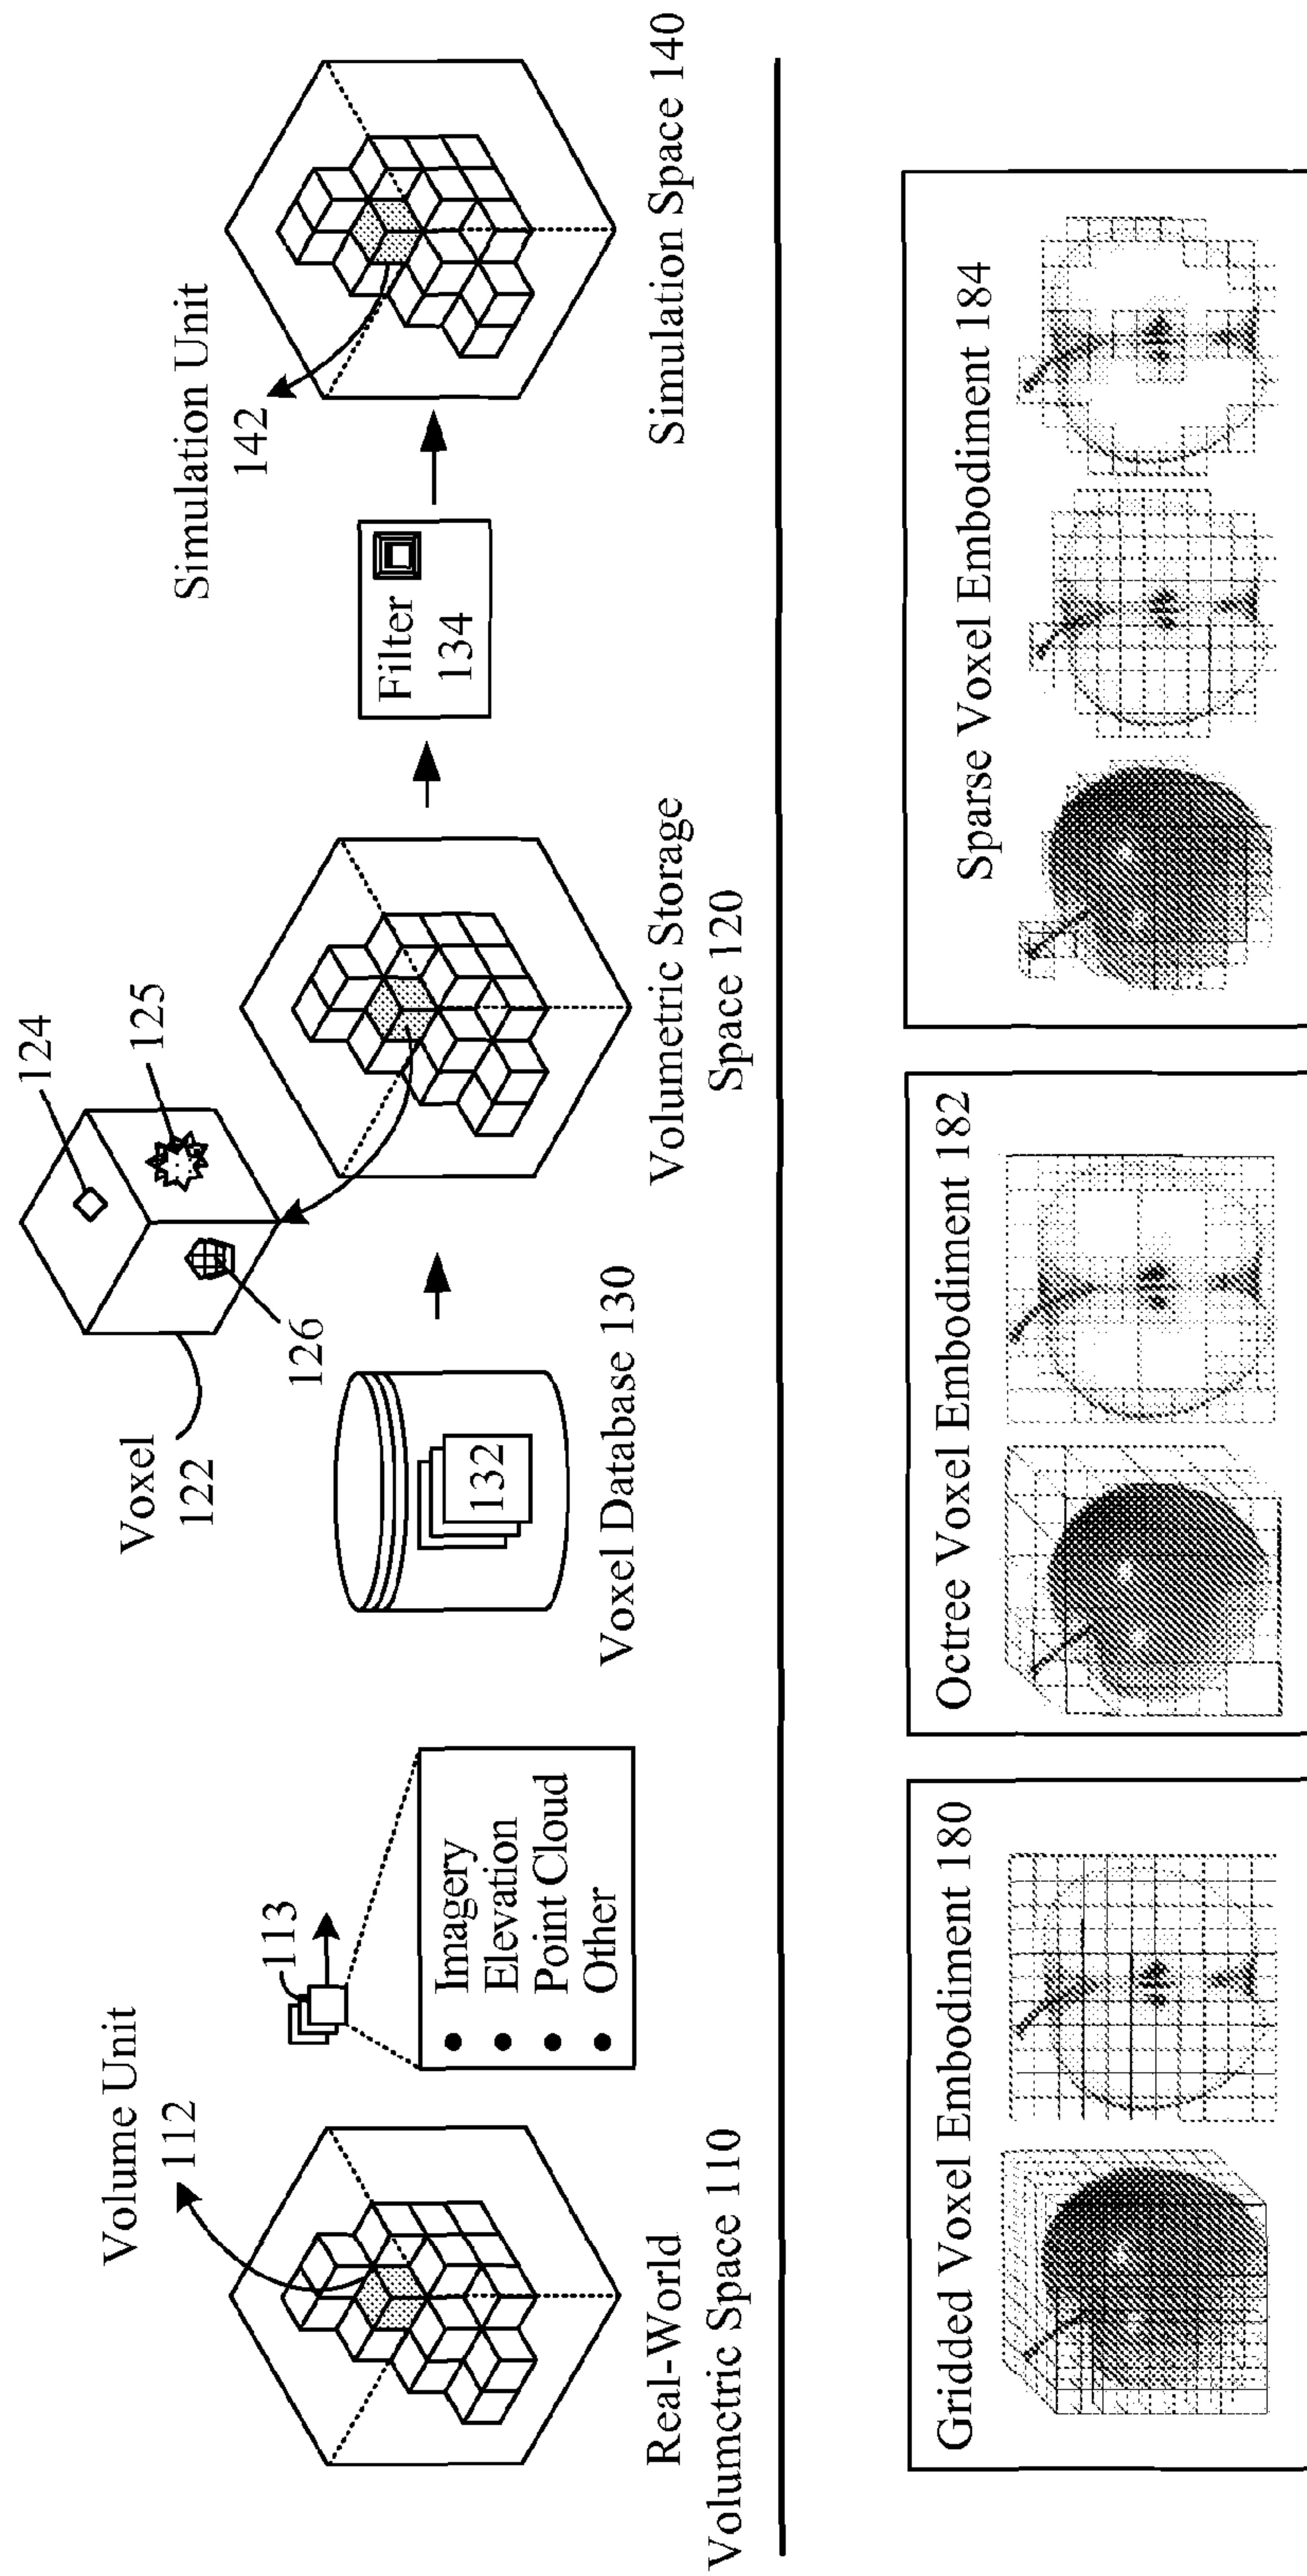 Volume Unit
112
113
Imagery
Elevation
Point Cloud
Other
Real-World
Volumetric Space 110
Voxel
122
124
125
126
132
Voxel Database 130
Volumetric Storage
Space 120
Filter
134
Simulation Unit
142
Simulation Space 140
Gridded Voxel Embodiment 180
Octree Voxel Embodiment 182
Sparse Voxel Embodiment 184